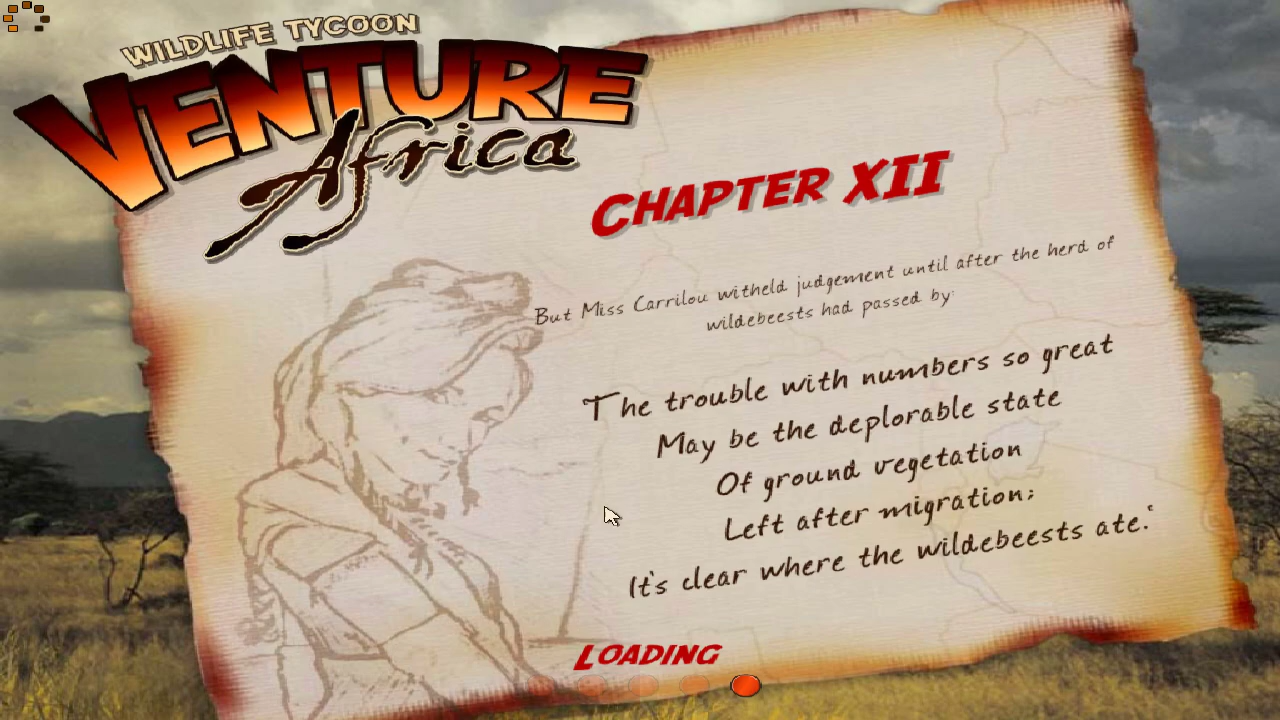 WILDLIFE TYCOON
VENTURE
Africa
CHAPTER XII
But Miss Carrilou witheld judgement until after the herd of
wildebeests had passed by:
"The trouble with numbers so great
May be the deplorable state
Of ground vegetation
Left after migration;
It's clear where the wildebeests ate."
LOADING